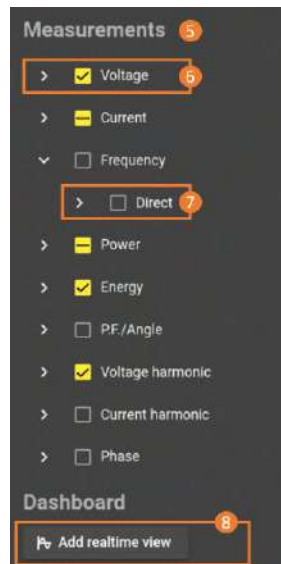 Measurements 5
Voltage 6
Current
Frequency
Direct 7
Power
Energy
P.F./Angle
Voltage harmonic
Current harmonic
Phase
Dashboard
8
Add realtime view